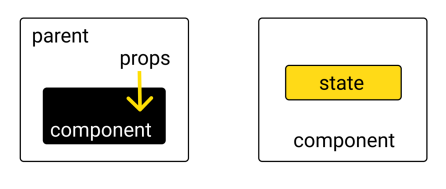 parent
props
component
state
component